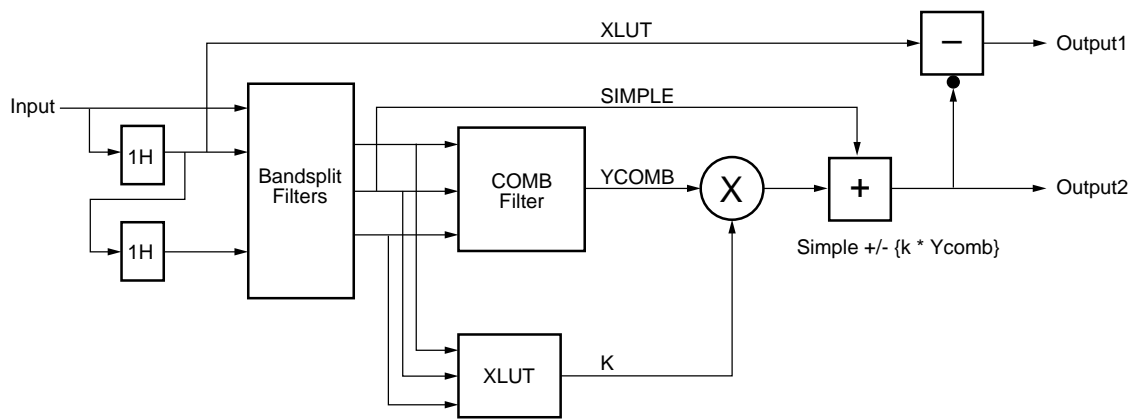 XLUT
−
Output1
Input
SIMPLE
1H
Bandsplit
Filters
COMB
Filter
YCOMB
X
+
Output2
1H
Simple +/- {k * Ycomb}
XLUT
K